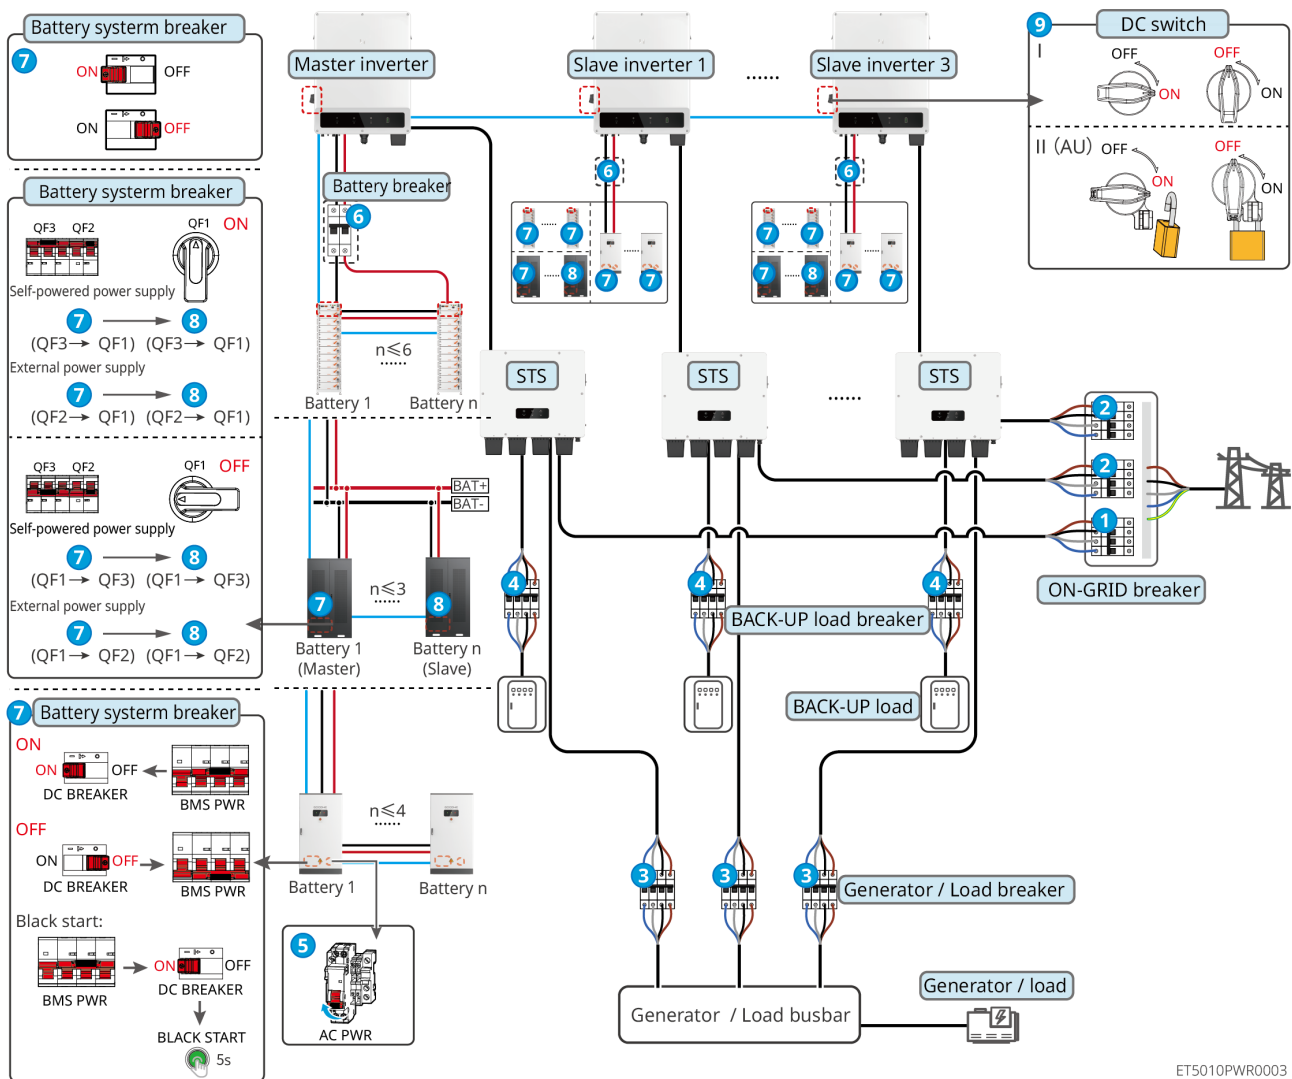 Battery systerm breaker
7
ON
OFF
ON
OFF
Battery systerm breaker
QF3
QF2
QF1
ON
Self-powered power supply
7
8
(QF3→ QF1)
(QF3→ QF1)
External power supply
7
8
(QF2→ QF1)
(QF2→ QF1)
QF3
QF2
QF1
OFF
Self-powered power supply
7
8
(QF1→ QF3)
(QF1→ QF3)
External power supply
7
8
(QF1→ QF2)
(QF1→ QF2)
7
Battery systerm breaker
ON
ON
OFF
DC BREAKER
BMS PWR
OFF
ON
OFF
DC BREAKER
BMS PWR
Black start:
BMS PWR
ON
OFF
DC BREAKER
BLACK START
5s
Master inverter
Slave inverter 1
......
Slave inverter 3
Battery breaker
6
6
6
7
7
7
8
7
7
7
7
7
8
7
7
n≤6
......
Battery 1
Battery n
BAT+
BAT-
7
n≤3
......
8
Battery 1
(Master)
Battery n
(Slave)
n≤4
......
Battery 1
Battery n
5
AC PWR
STS
STS
......
STS
4
4
4
BACK-UP load breaker
BACK-UP load
3
3
3
Generator / Load breaker
Generator / Load busbar
Generator / load
9
DC switch
I
OFF
ON
OFF
ON
II (AU)
OFF
ON
OFF
ON
2
2
1
ON-GRID breaker
ET5010PWR0003